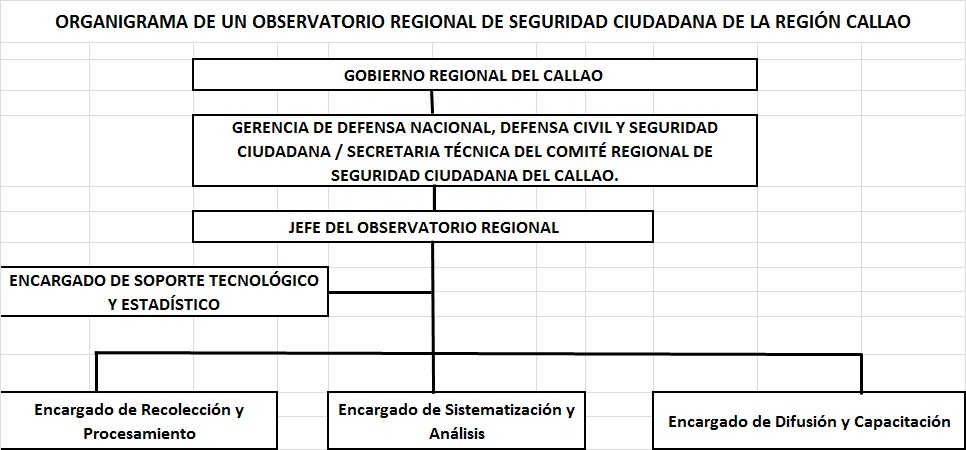 ORGANIGRAMA DE UN OBSERVATORIO REGIONAL DE SEGURIDAD CIUDADANA DE LA REGIÓN CALLAO
GOBIERNO REGIONAL DEL CALLAO
GERENCIA DE DEFENSA NACIONAL, DEFENSA CIVIL Y SEGURIDAD
CIUDADANA / SECRETARIA TÉCNICA DEL COMITÉ REGIONAL DE
SEGURIDAD CIUDADANA DEL CALLAO.
JEFE DEL OBSERVATORIO REGIONAL
ENCARGADO DE SOPORTE TECNOLÓGICO
Y ESTADÍSTICO
Encargado de Recolección y
Procesamiento
Encargado de Sistematización y
Análisis
Encargado de Difusión y Capacitación